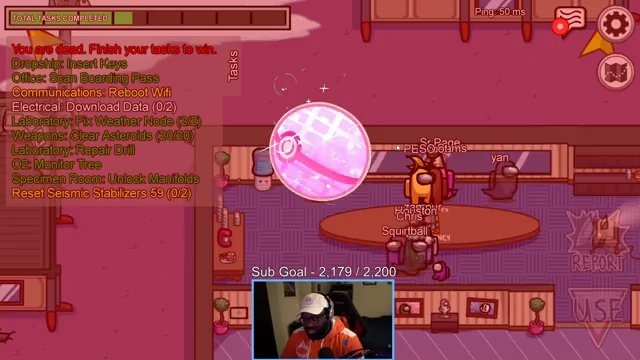 TOTAL TASKS COMPLETED
Ping: 50 ms
You are dead. Finish your tasks to win.
Dropship: Insert Keys
Office: Scan Boarding Pass
Communications: Reboot Wifi
Electrical: Download Data (0/2)
Laboratory: Fix Weather Node (2/2)
Weapons: Clear Asteroids (20/20)
Laboratory: Repair Drill
O2: Monitor Tree
Specimen Room: Unlock Manifolds
Reset Seismic Stabilizers 59 (0/2)
Tasks
Sr Page
yan
Chris
Squirtball
REPORT
USE
Sub Goal - 2,179 / 2,200